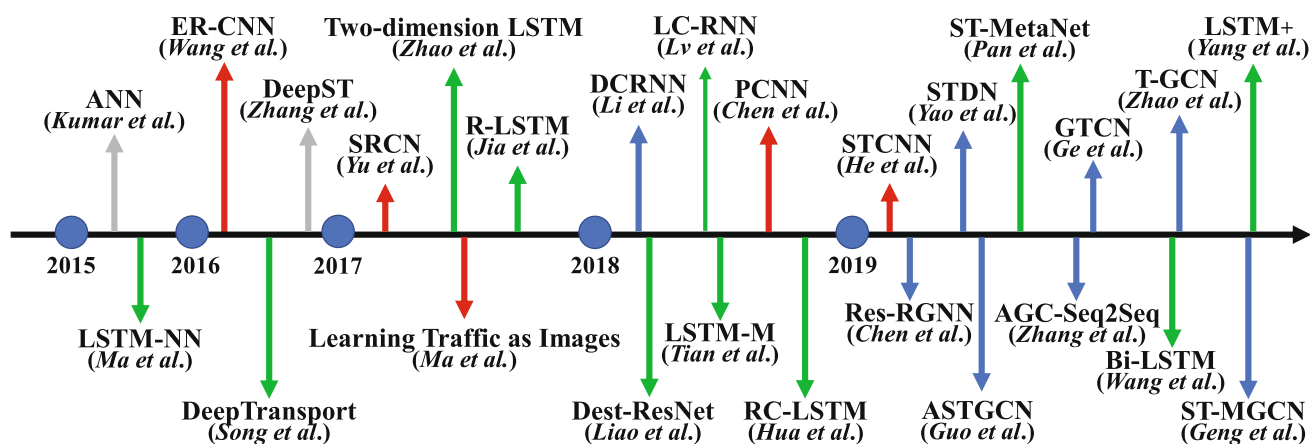 ER-CNN
(Wang et al.)
Two-dimension LSTM
(Zhao et al.)
LC-RNN
(Lv et al.)
ST-MetaNet
(Pan et al.)
LSTM+
(Yang et al.)
ANN
(Kumar et al.)
DeepST
(Zhang et al.)
DCRNN
(Li et al.)
PCNN
(Chen et al.)
STDN
(Yao et al.)
T-GCN
(Zhao et al.)
SRCN
(Yu et al.)
R-LSTM
(Jia et al.)
STCNN
(He et al.)
GTCN
(Ge et al.)
2015
2016
2017
2018
2019
LSTM-NN
(Ma et al.)
Learning Traffic as Images
(Ma et al.)
LSTM-M
(Tian et al.)
Res-RGNN
(Chen et al.)
AGC-Seq2Seq
(Zhang et al.)
Bi-LSTM
(Wang et al.)
DeepTransport
(Song et al.)
Dest-ResNet
(Liao et al.)
RC-LSTM
(Hua et al.)
ASTGCN
(Guo et al.)
ST-MGCN
(Geng et al.)